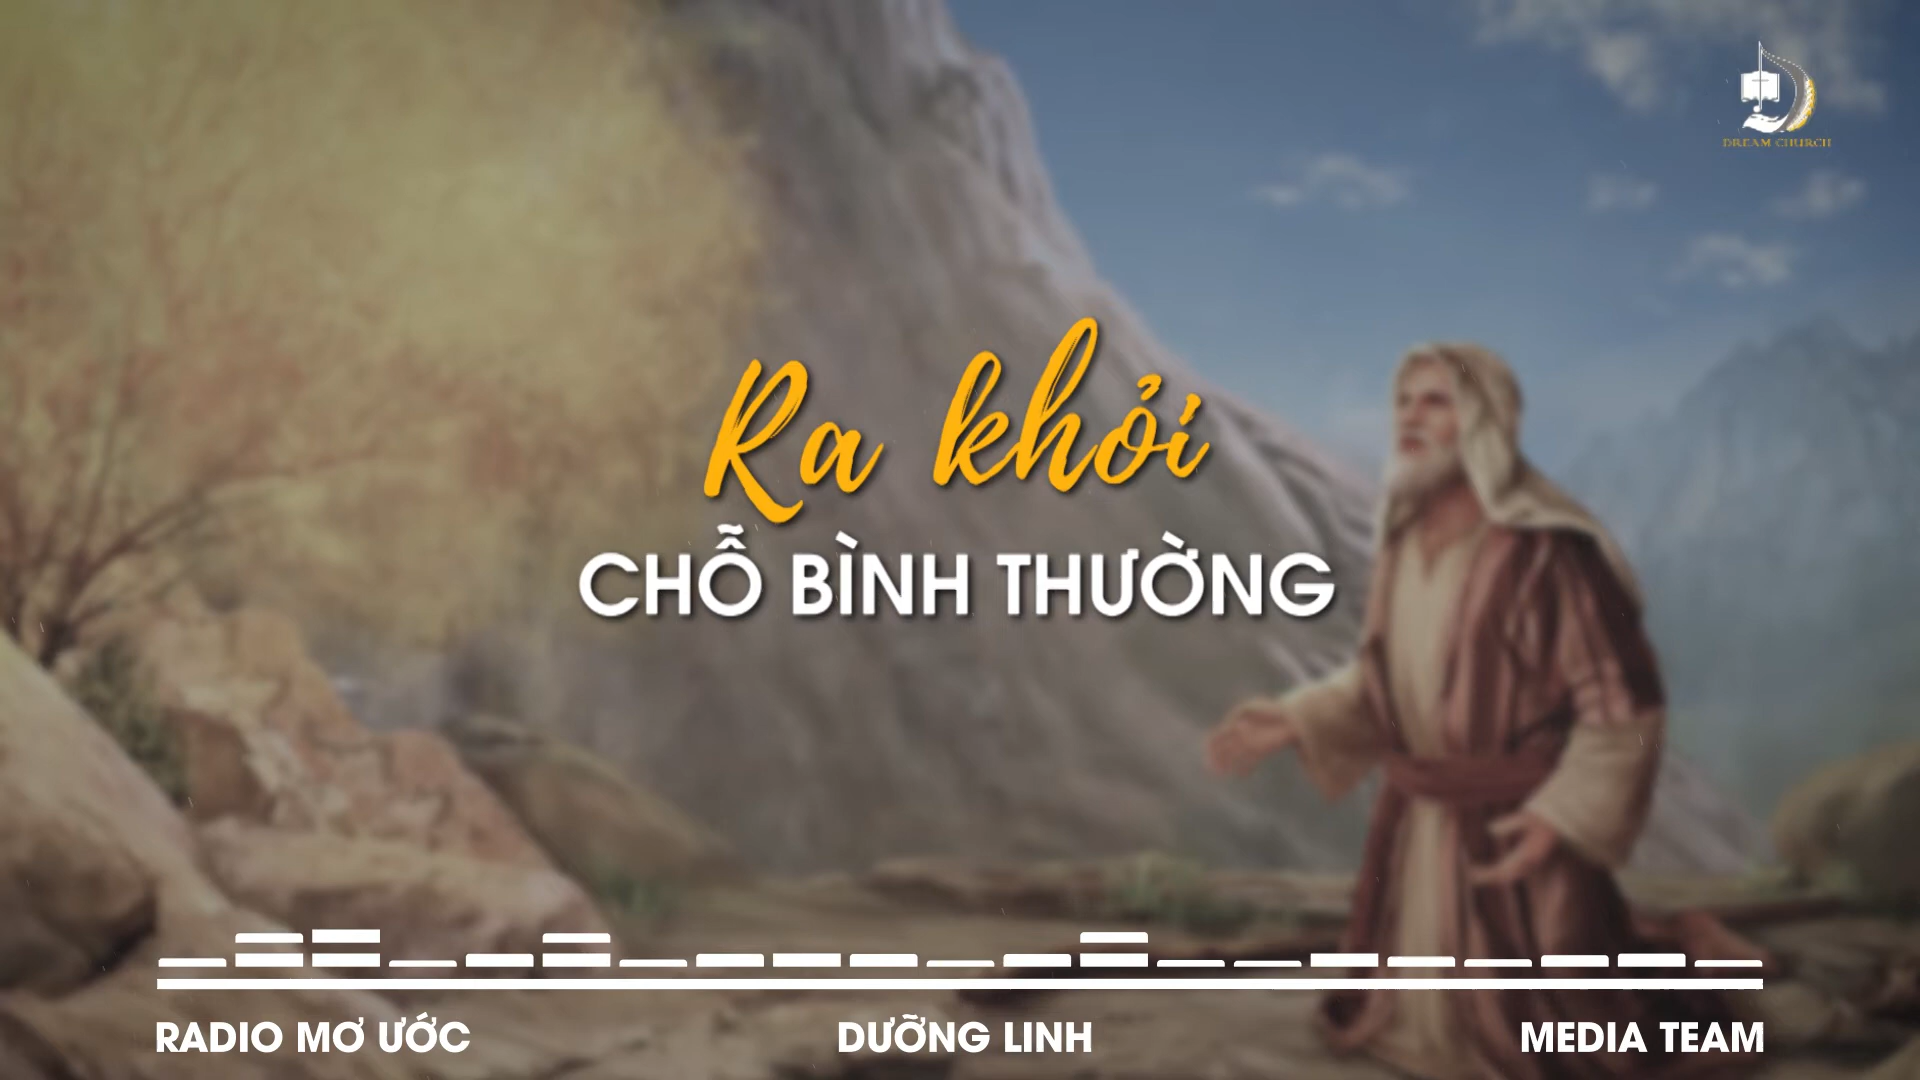 DREAM CHURCH
Ra khỏi
CHỖ BÌNH THƯỜNG
RADIO MƠ ƯỚC
DƯỠNG LINH
MEDIA TEAM